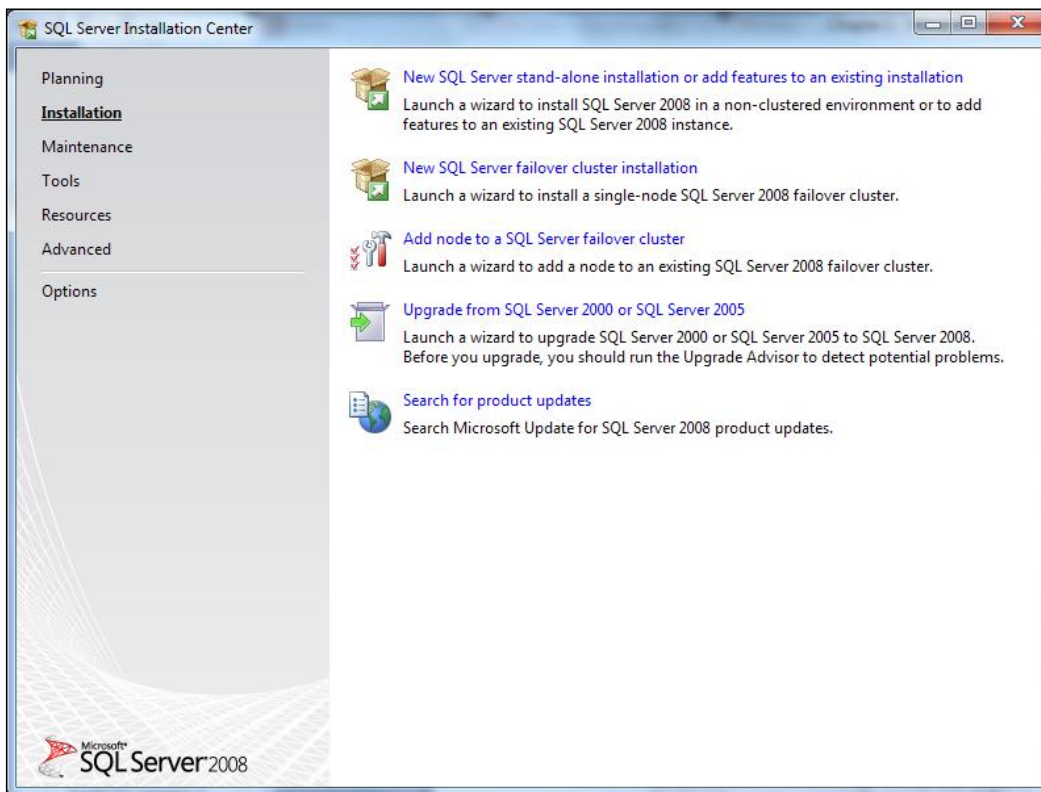 SQL Server Installation Center
Planning
Installation
Maintenance
Tools
Resources
Advanced
Options
New SQL Server stand-alone installation or add features to an existing installation
Launch a wizard to install SQL Server 2008 in a non-clustered environment or to add
features to an existing SQL Server 2008 instance.
New SQL Server failover cluster installation
Launch a wizard to install a single-node SQL Server 2008 failover cluster.
Add node to a SQL Server failover cluster
Launch a wizard to add a node to an existing SQL Server 2008 failover cluster.
Upgrade from SQL Server 2000 or SQL Server 2005
Launch a wizard to upgrade SQL Server 2000 or SQL Server 2005 to SQL Server 2008.
Before you upgrade, you should run the Upgrade Advisor to detect potential problems.
Search for product updates
Search Microsoft Update for SQL Server 2008 product updates.
Microsoft
SQL Server 2008